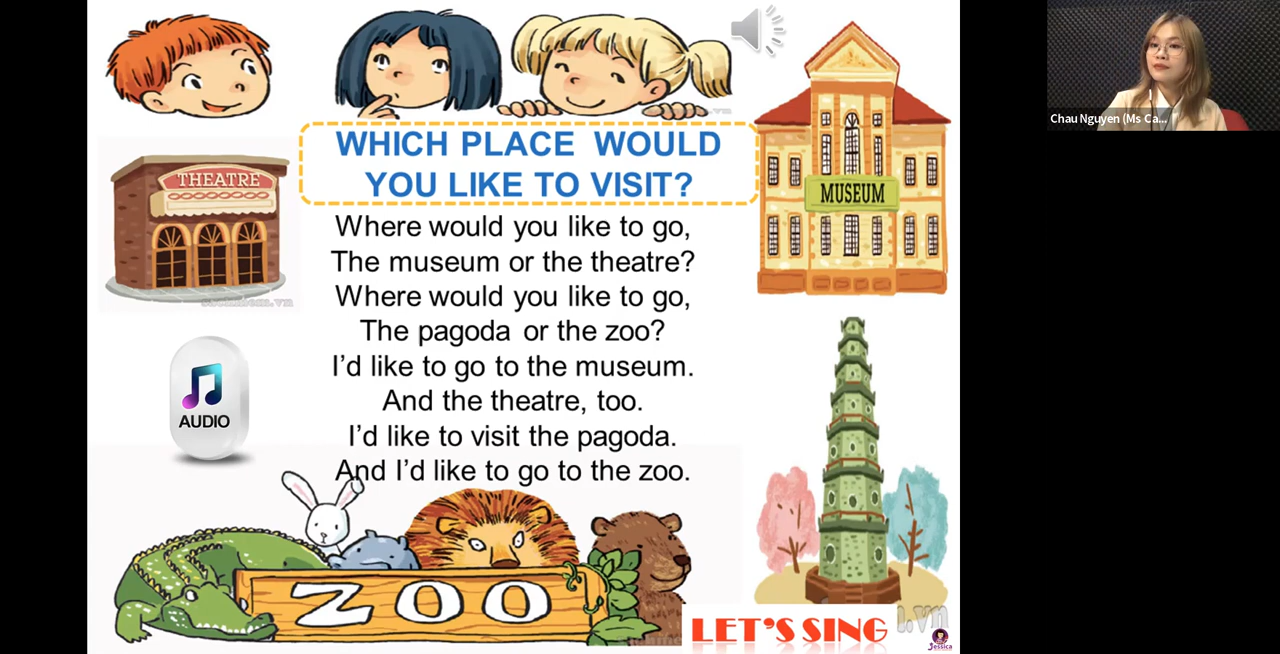 Chau Nguyen (Ms Ca...
WHICH PLACE WOULD
YOU LIKE TO VISIT?
THEATRE
MUSEUM
Where would you like to go,
The museum or the theatre?
Where would you like to go,
The pagoda or the zoo?
I'd like to go to the museum.
And the theatre, too.
I'd like to visit the pagoda.
And I'd like to go to the zoo.
AUDIO
ZOO
LET'S SING
Jessica